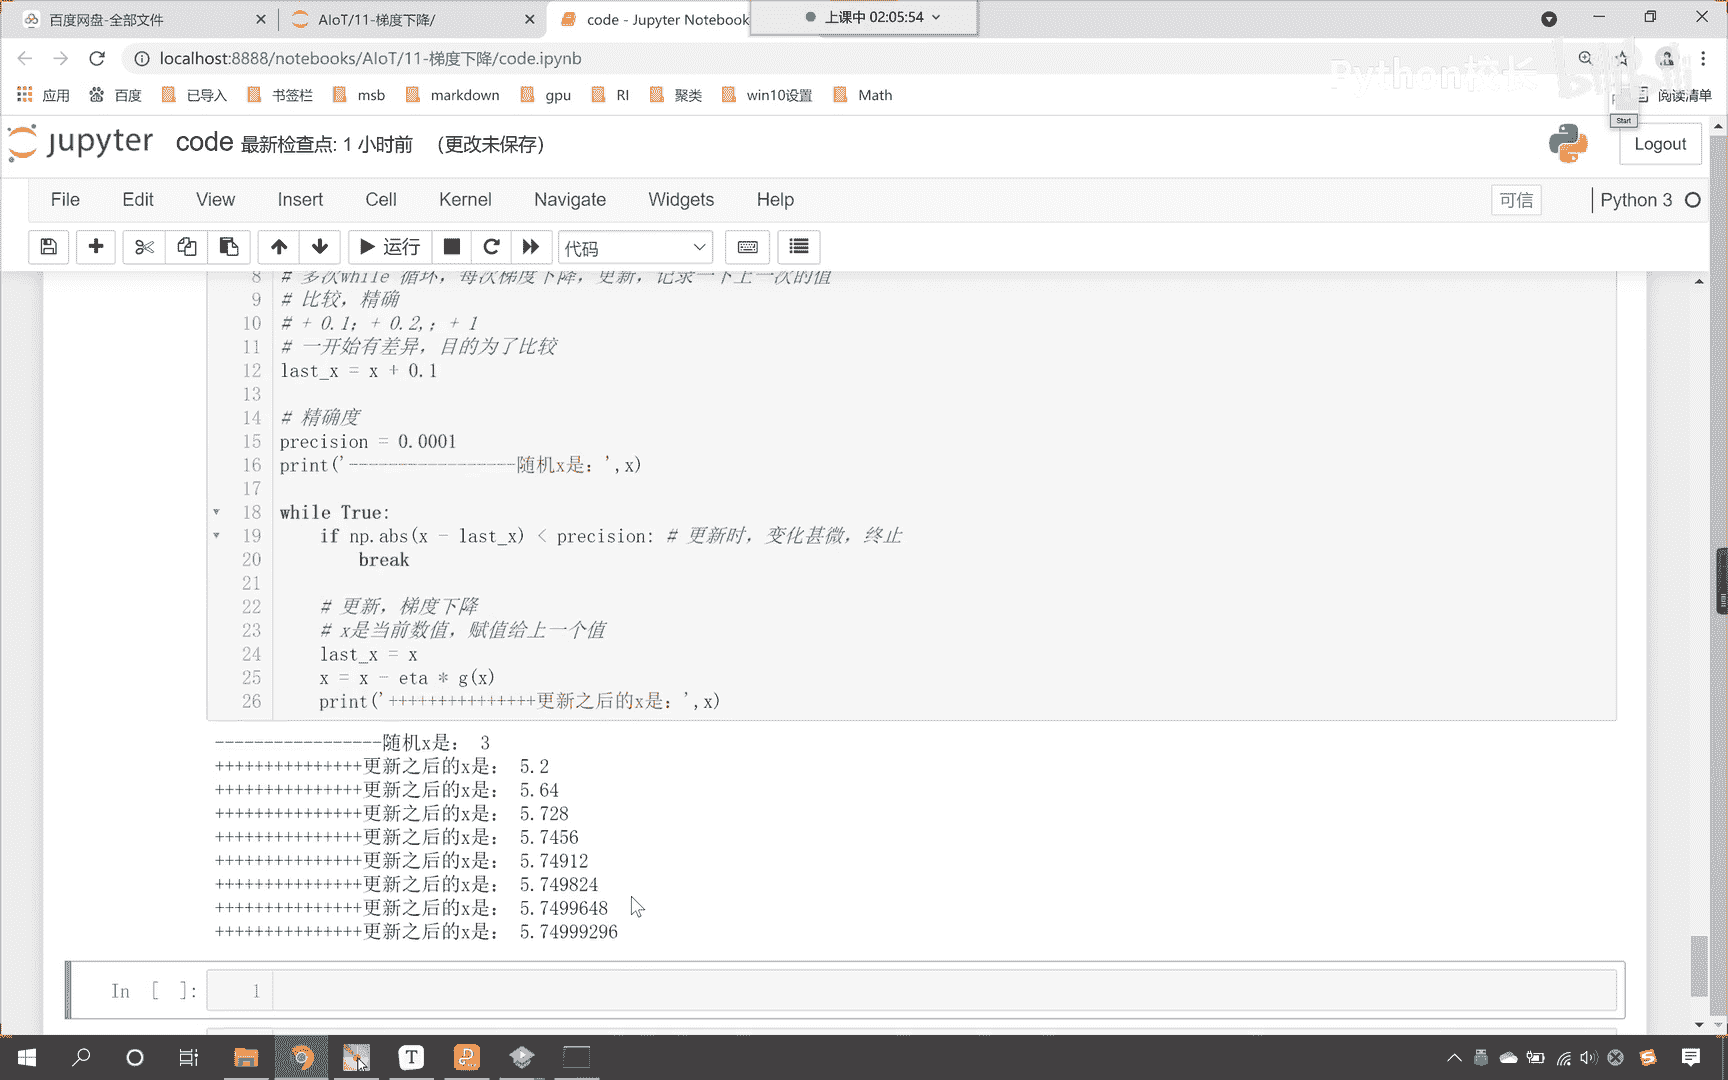 百度网盘-全部文件
AIoT/11-梯度下降/
code - Jupyter Notebook
上课中 02:05:54
localhost:8888/notebooks/AIoT/11-梯度下降/code.ipynb
Python校长
应用 百度 已导入 书签栏 msb markdown gpu RI 聚类 win10设置 Math 阅读清单
Start
jupyter code 最新检查点: 1 小时前 (更改未保存)
Logout
File Edit View Insert Cell Kernel Navigate Widgets Help 可信 Python 3
运行 代码
8 # 多次while 循环，每次梯度下降，更新，记录一下上一次的值
9 # 比较，精确
10 # + 0.1; + 0.2,; + 1
11 # 一开始有差异，目的为了比较
12 last_x = x + 0.1
13
14 # 精确度
15 precision = 0.0001
16 print('-----------------随机x是：',x)
17
18 while True:
19 if np.abs(x - last_x) < precision: # 更新时，变化甚微，终止
20 break
21
22 # 更新，梯度下降
23 # x是当前数值，赋值给上一个值
24 last_x = x
25 x = x - eta * g(x)
26 print('+++++++++++++++更新之后的x是：',x)
-----------------随机x是： 3
+++++++++++++++更新之后的x是： 5.2
+++++++++++++++更新之后的x是： 5.64
+++++++++++++++更新之后的x是： 5.728
+++++++++++++++更新之后的x是： 5.7456
+++++++++++++++更新之后的x是： 5.74912
+++++++++++++++更新之后的x是： 5.749824
+++++++++++++++更新之后的x是： 5.7499648
+++++++++++++++更新之后的x是： 5.74999296
In [ ]: 1